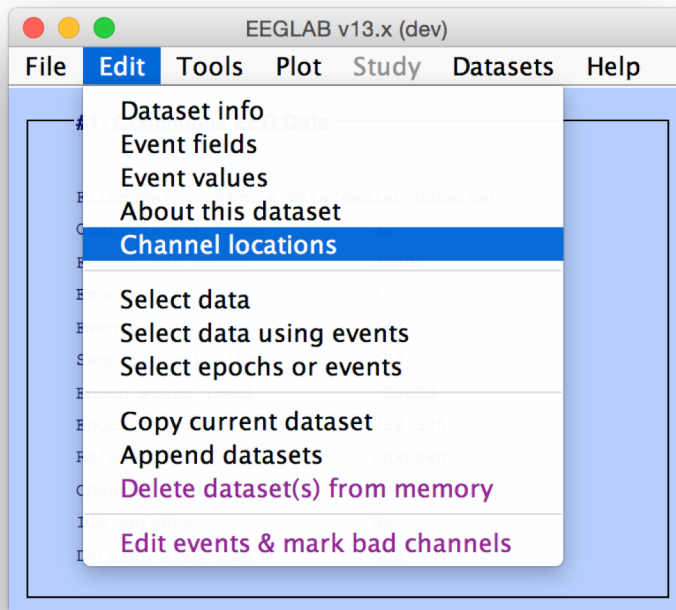 EEGLAB v13.x (dev)
File Edit Tools Plot Study Datasets Help
Dataset info
Event fields
Event values
About this dataset
Channel locations
Select data
Select data using events
Select epochs or events
Copy current dataset
Append datasets
Delete dataset(s) from memory
Edit events & mark bad channels